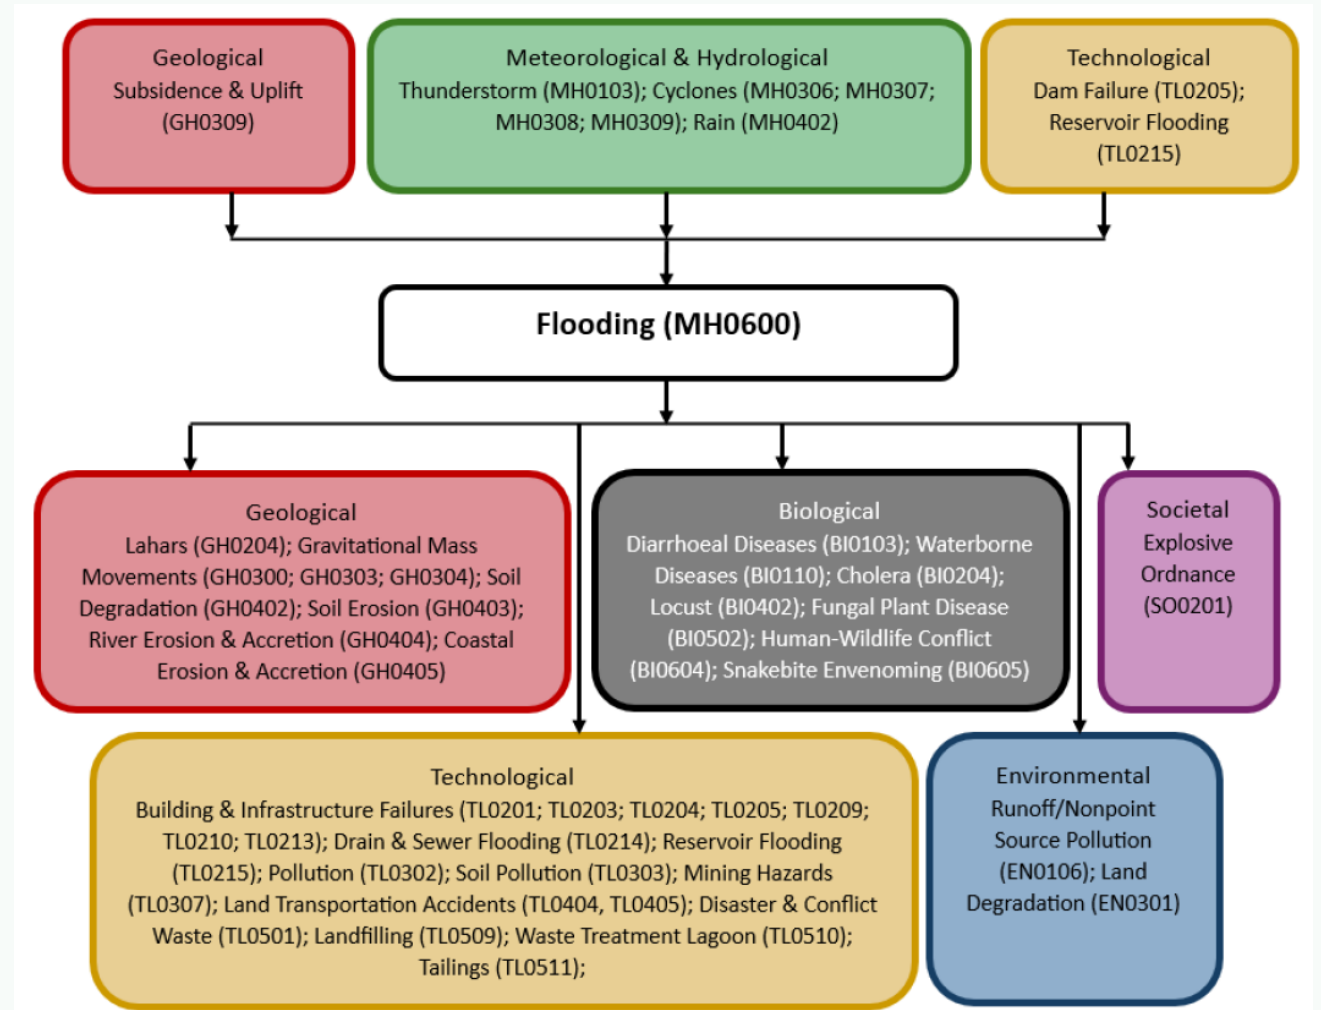 Geological
Subsidence & Uplift
(GH0309)
Meteorological & Hydrological
Thunderstorm (MH0103); Cyclones (MH0306; MH0307;
MH0308; MH0309); Rain (MH0402)
Technological
Dam Failure (TL0205);
Reservoir Flooding
(TL0215)
Flooding (MH0600)
Geological
Lahars (GH0204); Gravitational Mass
Movements (GH0300; GH0303; GH0304); Soil
Degradation (GH0402); Soil Erosion (GH0403);
River Erosion & Accretion (GH0404); Coastal
Erosion & Accretion (GH0405)
Biological
Diarrhoeal Diseases (BI0103); Waterborne
Diseases (BI0110); Cholera (BI0204);
Locust (BI0402); Fungal Plant Disease
(BI0502); Human-Wildlife Conflict
(BI0604); Snakebite Envenoming (BI0605)
Societal
Explosive
Ordnance
(SO0201)
Technological
Building & Infrastructure Failures (TL0201; TL0203; TL0204; TL0205; TL0209;
TL0210; TL0213); Drain & Sewer Flooding (TL0214); Reservoir Flooding
(TL0215); Pollution (TL0302); Soil Pollution (TL0303); Mining Hazards
(TL0307); Land Transportation Accidents (TL0404, TL0405); Disaster & Conflict
Waste (TL0501); Landfilling (TL0509); Waste Treatment Lagoon (TL0510);
Tailings (TL0511);
Environmental
Runoff/Nonpoint
Source Pollution
(EN0106); Land
Degradation (EN0301)